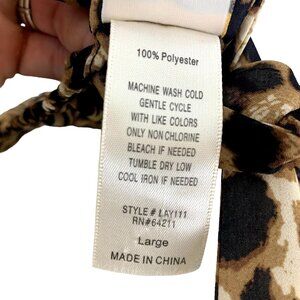 100% Polyester
MACHINE WASH COLD
GENTLE CYCLE
WITH LIKE COLORS
ONLY NON CHLORINE
BLEACH IF NEEDED
TUMBLE DRY LOW
COOL IRON IF NEEDED
STYLE # LAY111
RN#64211
Large
MADE IN CHINA